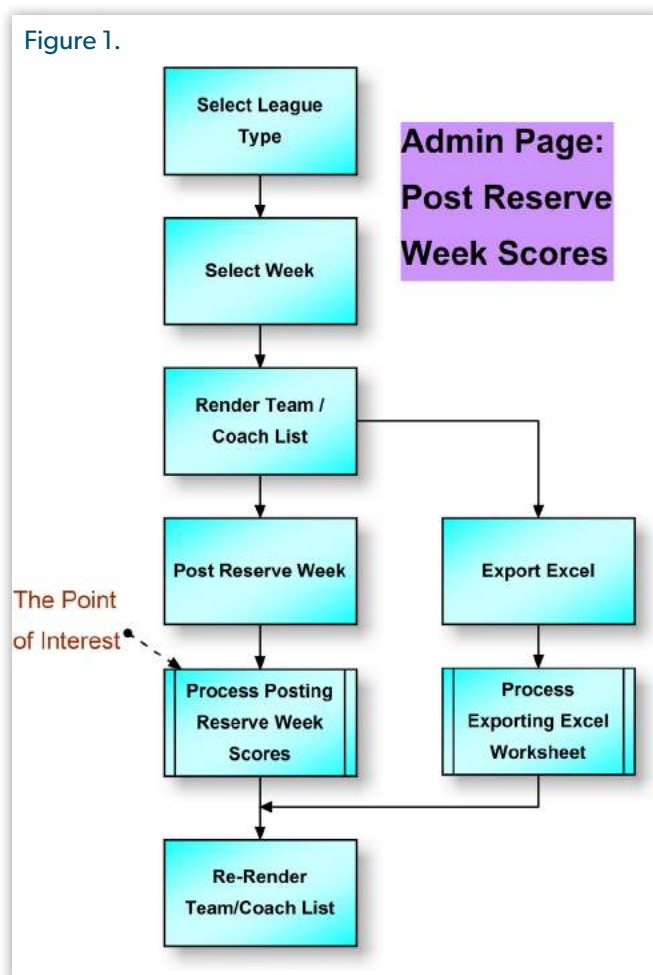 Figure 1.
Select League
Type
Admin Page:
Post Reserve
Week Scores
Select Week
Render Team /
Coach List
Post Reserve Week
Export Excel
The Point
of Interest
Process Posting
Reserve Week
Scores
Process
Exporting Excel
Worksheet
Re-Render
Team/Coach List